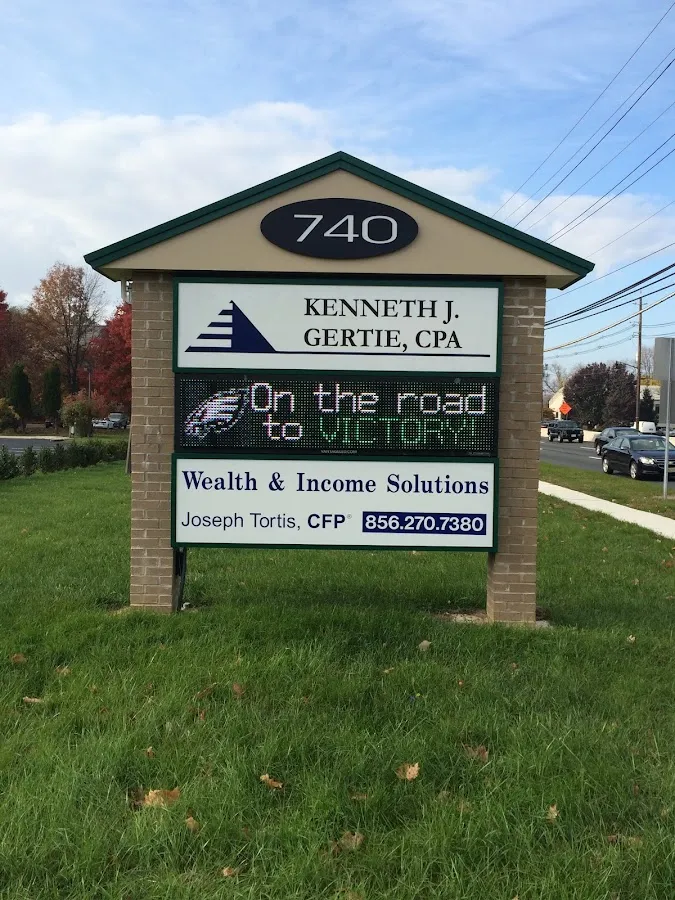 740
KENNETH J.
GERTIE, CPA
On the road
to VICTORY!
Wealth & Income Solutions
Joseph Tortis, CFP® 856.270.7380